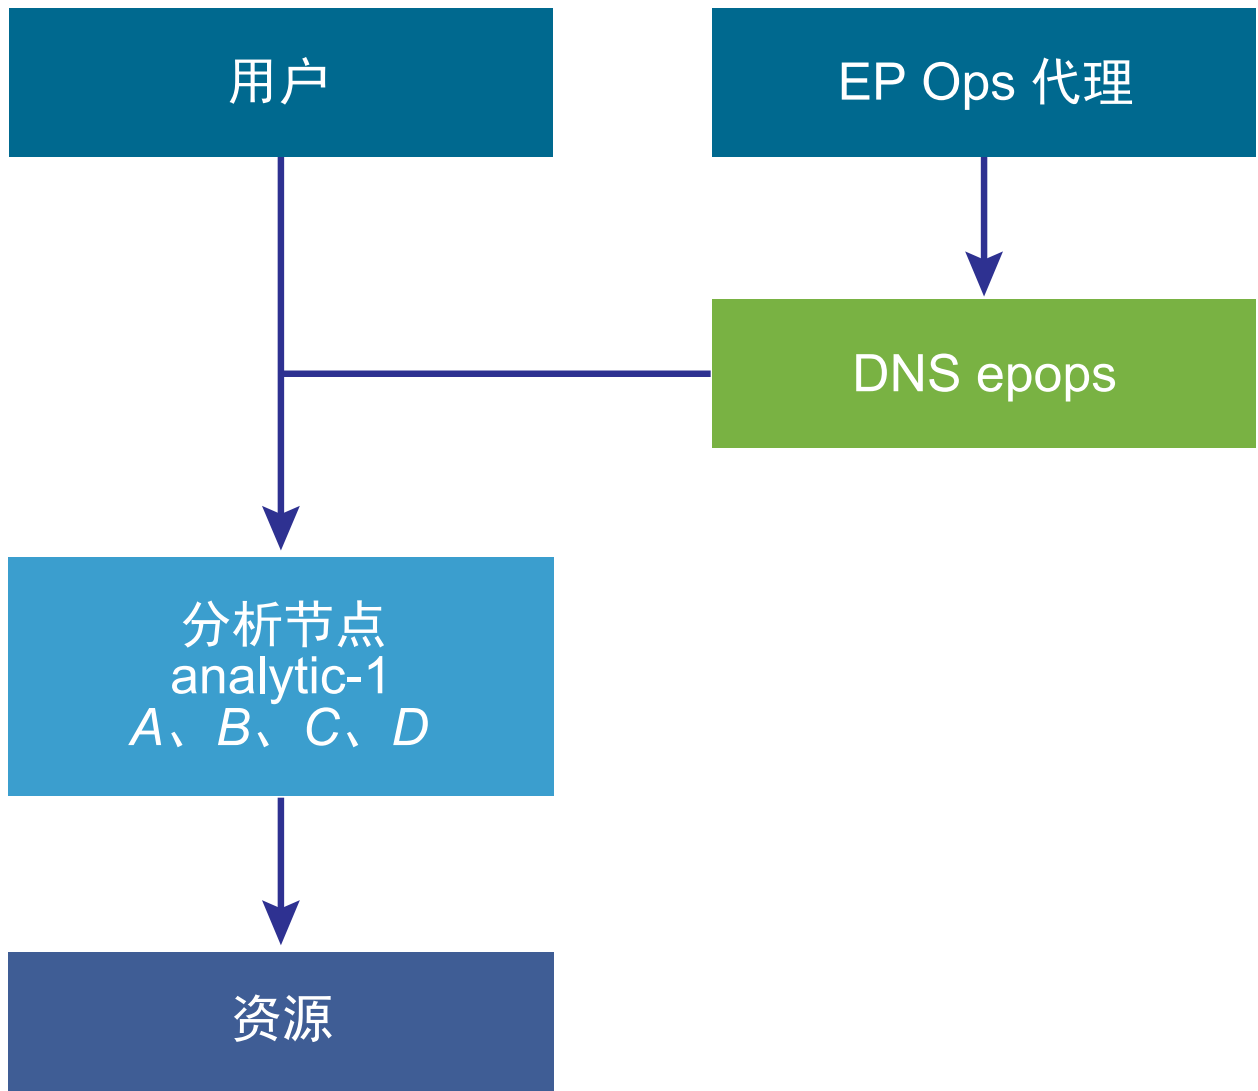 用户
EP Ops 代理
DNS epops
分析节点
analytic-1
A、B、C、D
资源